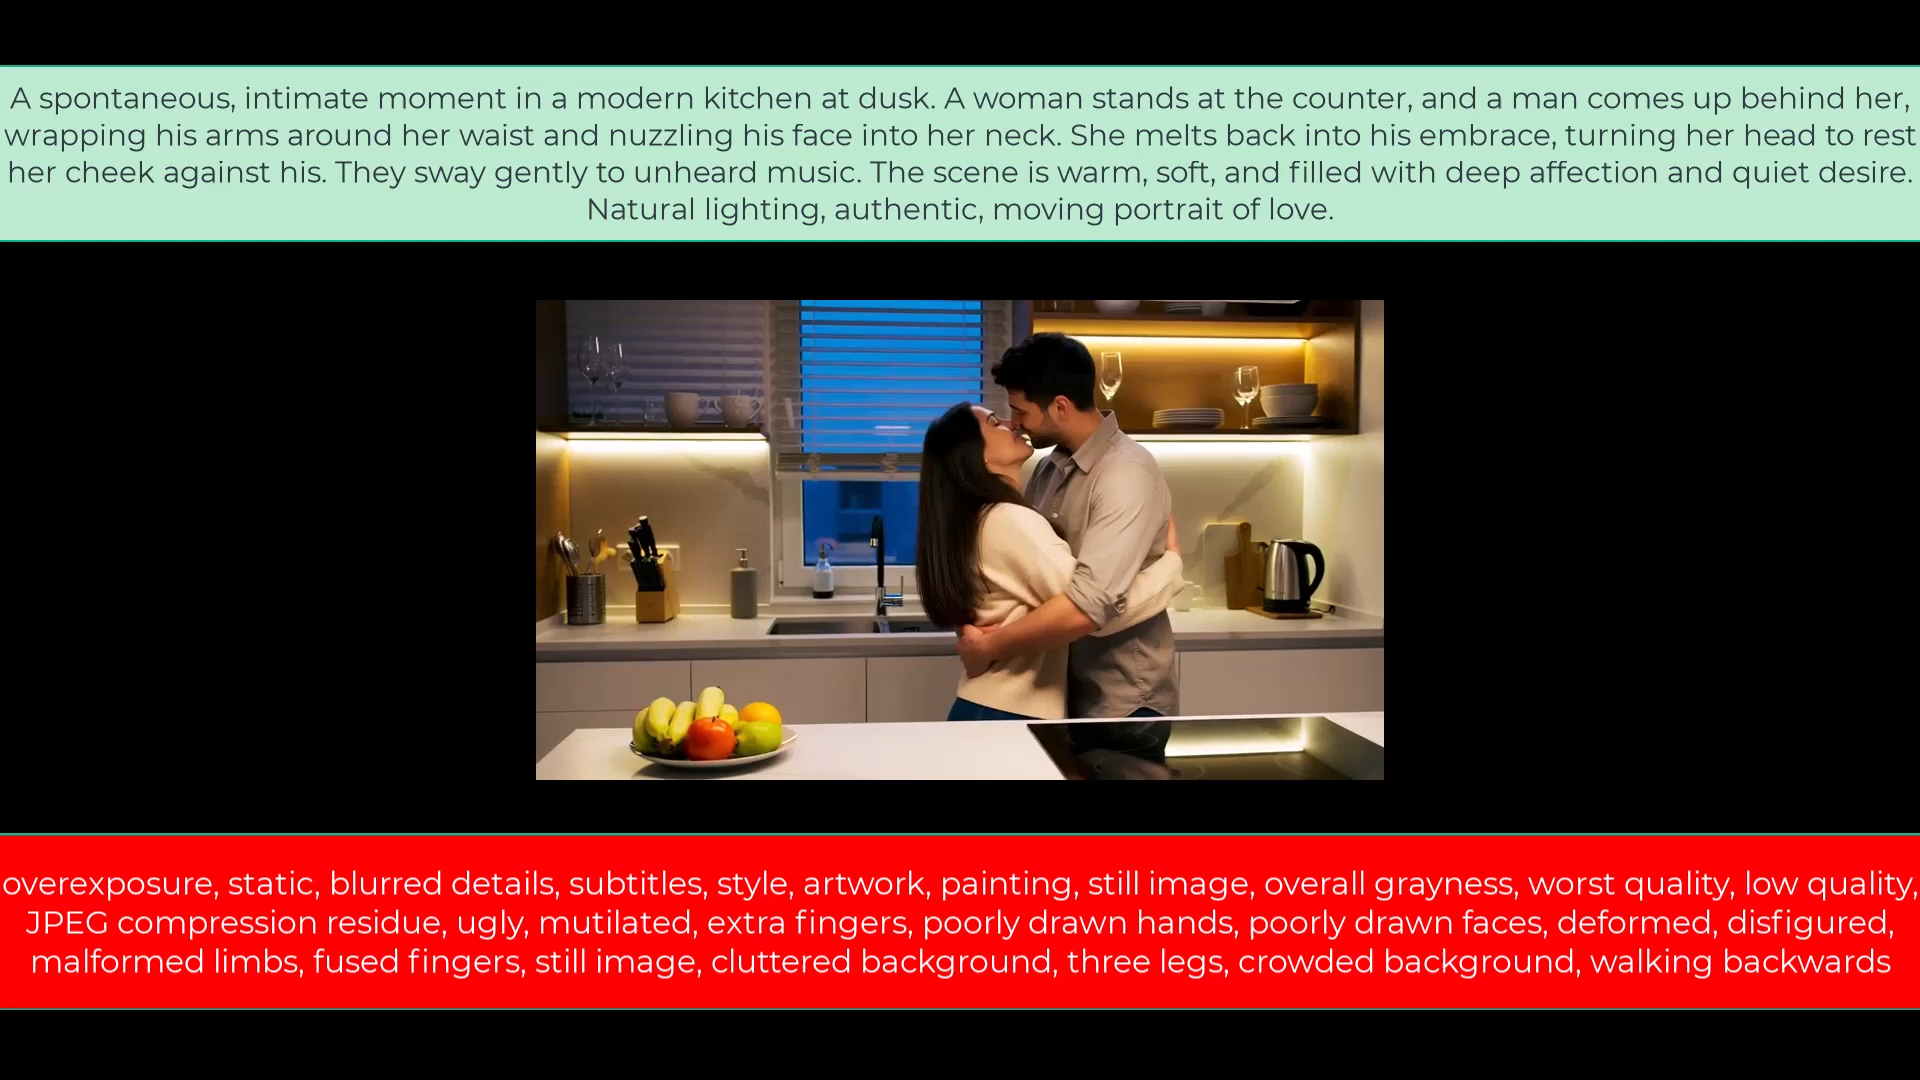 A spontaneous, intimate moment in a modern kitchen at dusk. A woman stands at the counter, and a man comes up behind her,
wrapping his arms around her waist and nuzzling his face into her neck. She melts back into his embrace, turning her head to rest
her cheek against his. They sway gently to unheard music. The scene is warm, soft, and filled with deep affection and quiet desire.
Natural lighting, authentic, moving portrait of love.
overexposure, static, blurred details, subtitles, style, artwork, painting, still image, overall grayness, worst quality, low quality,
JPEG compression residue, ugly, mutilated, extra fingers, poorly drawn hands, poorly drawn faces, deformed, disfigured,
malformed limbs, fused fingers, still image, cluttered background, three legs, crowded background, walking backwards